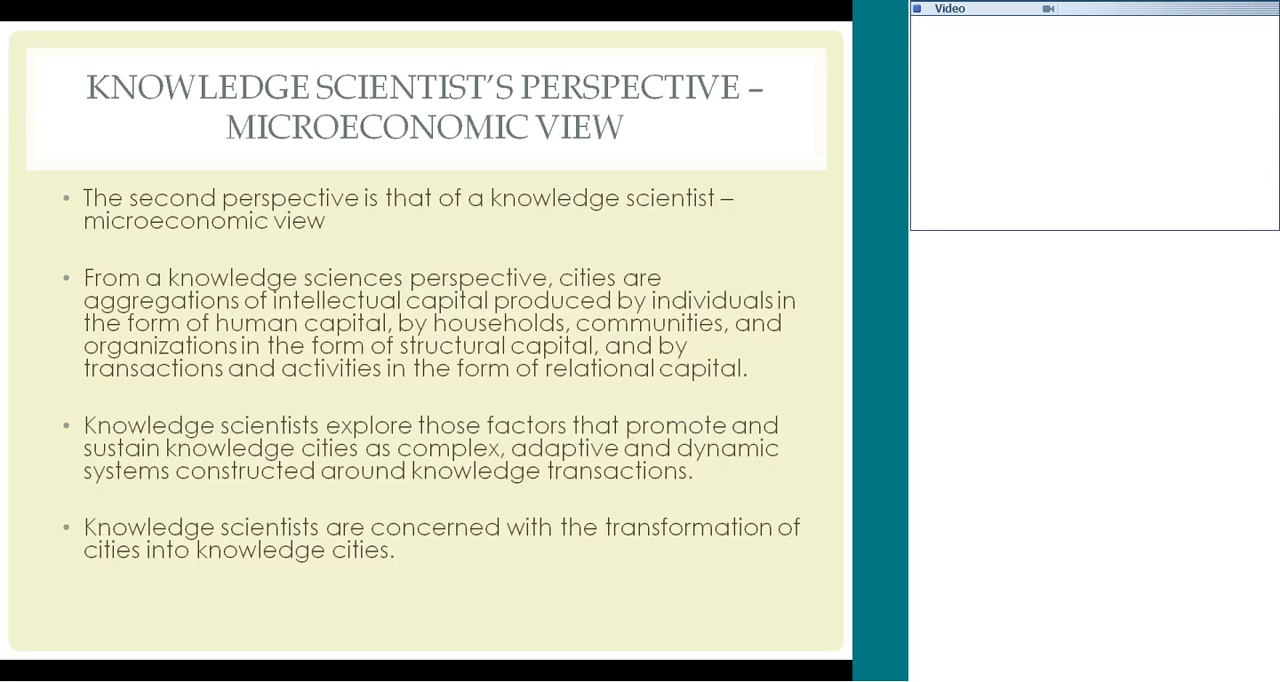 Video
KNOWLEDGE SCIENTIST’S PERSPECTIVE –
MICROECONOMIC VIEW
• The second perspective is that of a knowledge scientist –
microeconomic view
• From a knowledge sciences perspective, cities are
aggregations of intellectual capital produced by individuals in
the form of human capital, by households, communities, and
organizations in the form of structural capital, and by
transactions and activities in the form of relational capital.
• Knowledge scientists explore those factors that promote and
sustain knowledge cities as complex, adaptive and dynamic
systems constructed around knowledge transactions.
• Knowledge scientists are concerned with the transformation of
cities into knowledge cities.